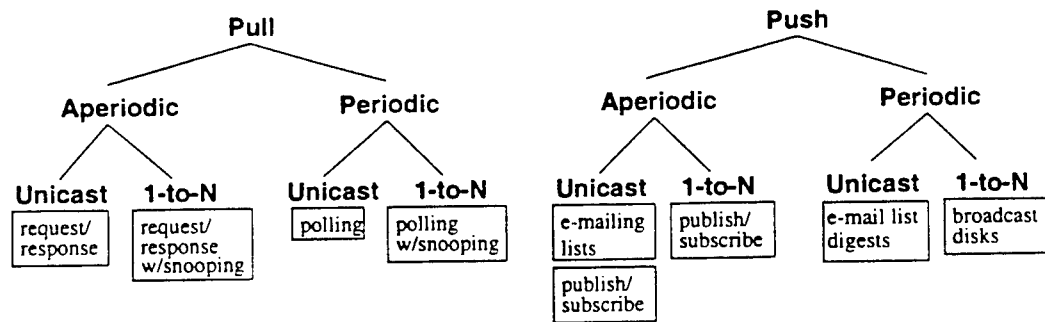 Pull
Push
Aperiodic
Periodic
Aperiodic
Periodic
Unicast
1-to-N
Unicast
1-to-N
Unicast
1-to-N
Unicast
1-to-N
request/
response
request/
response
w/snooping
polling
polling
w/snooping
e-mailing
lists
publish/
subscribe
publish/
subscribe
e-mail list
digests
broadcast
disks